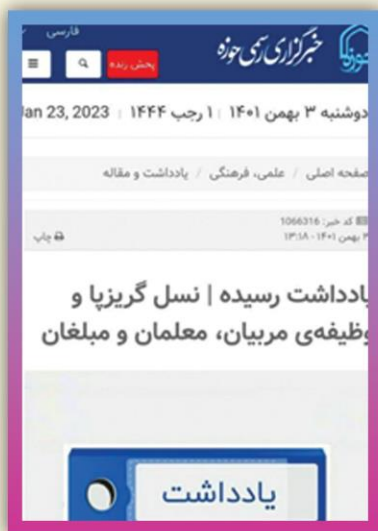 فارسی
خبرگزاری رسمی حوزه
پخش زنده
دوشنبه ۳ بهمن ۱۴۰۱ | ۱ رجب ۱۴۴۴ | Jan 23, 2023
صفحه اصلی / علمی، فرهنگی / یادداشت و مقاله
کد خبر: 1066316
۳ بهمن ۱۴۰۱ - ۱۳:۱۸
چاپ
یادداشت رسیده | نسل گریزپا و
وظیفه‌ی مربیان، معلمان و مبلغان
یادداشت